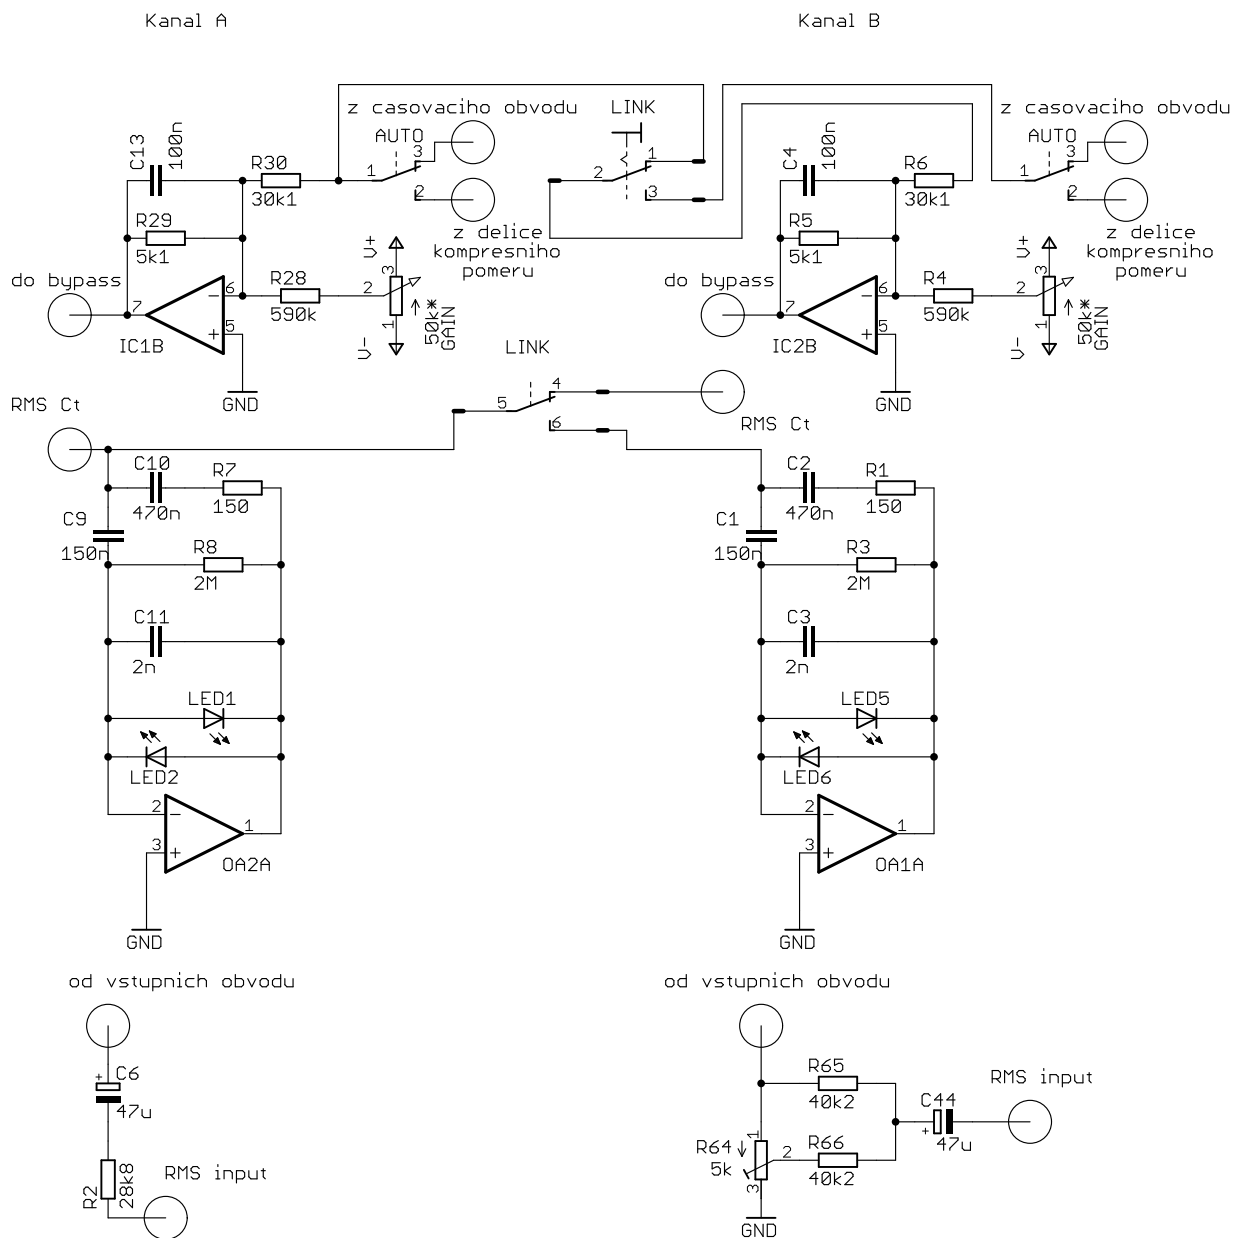 Kanal A
Kanal B
z casovaciho obvodu
LINK
z casovaciho obvodu
C13
100n
AUTO
3
1
2
R30
30k1
R29
5k1
z delice
kompresniho
pomeru
V+
do bypass
7
6
5
IC1B
R28
590k
2
3
1
50k*
GAIN
V-
GND
2
1
3
C4
100n
AUTO
3
1
2
R6
30k1
R5
5k1
z delice
kompresniho
pomeru
V+
do bypass
7
6
5
IC2B
R4
590k
2
3
1
50k*
GAIN
V-
GND
LINK
4
5
6
RMS Ct
RMS Ct
C10
470n
R7
150
C9
150n
R8
2M
C11
2n
LED1
LED2
2
3
1
OA2A
GND
C2
470n
R1
150
C1
150n
R3
2M
C3
2n
LED5
LED6
2
3
1
OA1A
GND
od vstupnich obvodu
C6
+
47u
R2
28k8
RMS input
od vstupnich obvodu
R65
40k2
RMS input
C44
+
47u
R64
5k
1
2
3
R66
40k2
GND